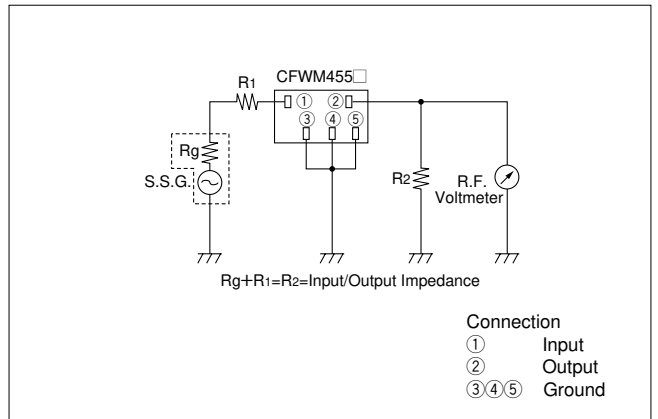 CFWM455□
R1
① ②
③ ④ ⑤
Rg
S.S.G.
R2
R.F.
Voltmeter
Rg+R1=R2=Input/Output Impedance
Connection
① Input
② Output
③④⑤ Ground